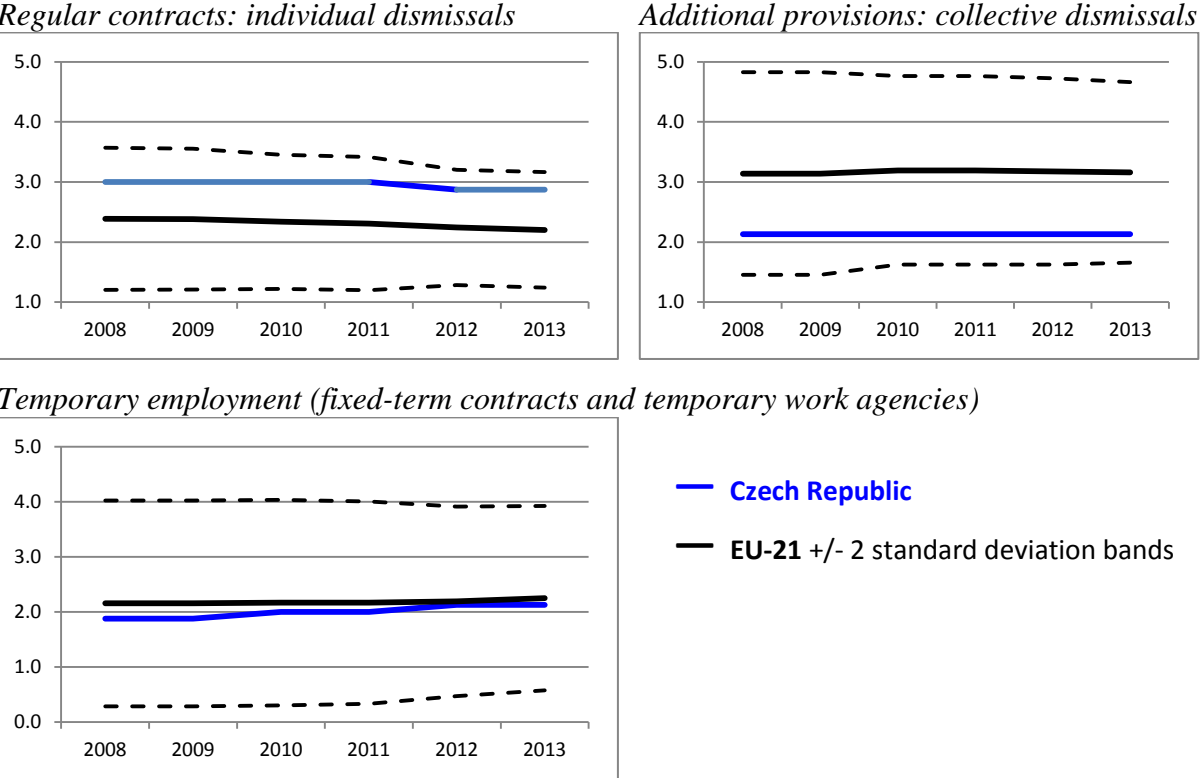 Regular contracts: individual dismissals
5.0
4.0
3.0
2.0
1.0
2008 2009 2010 2011 2012 2013
Additional provisions: collective dismissals
5.0
4.0
3.0
2.0
1.0
2008 2009 2010 2011 2012 2013
Temporary employment (fixed-term contracts and temporary work agencies)
5.0
4.0
3.0
2.0
1.0
0.0
2008 2009 2010 2011 2012 2013
Czech Republic
EU-21 +/- 2 standard deviation bands